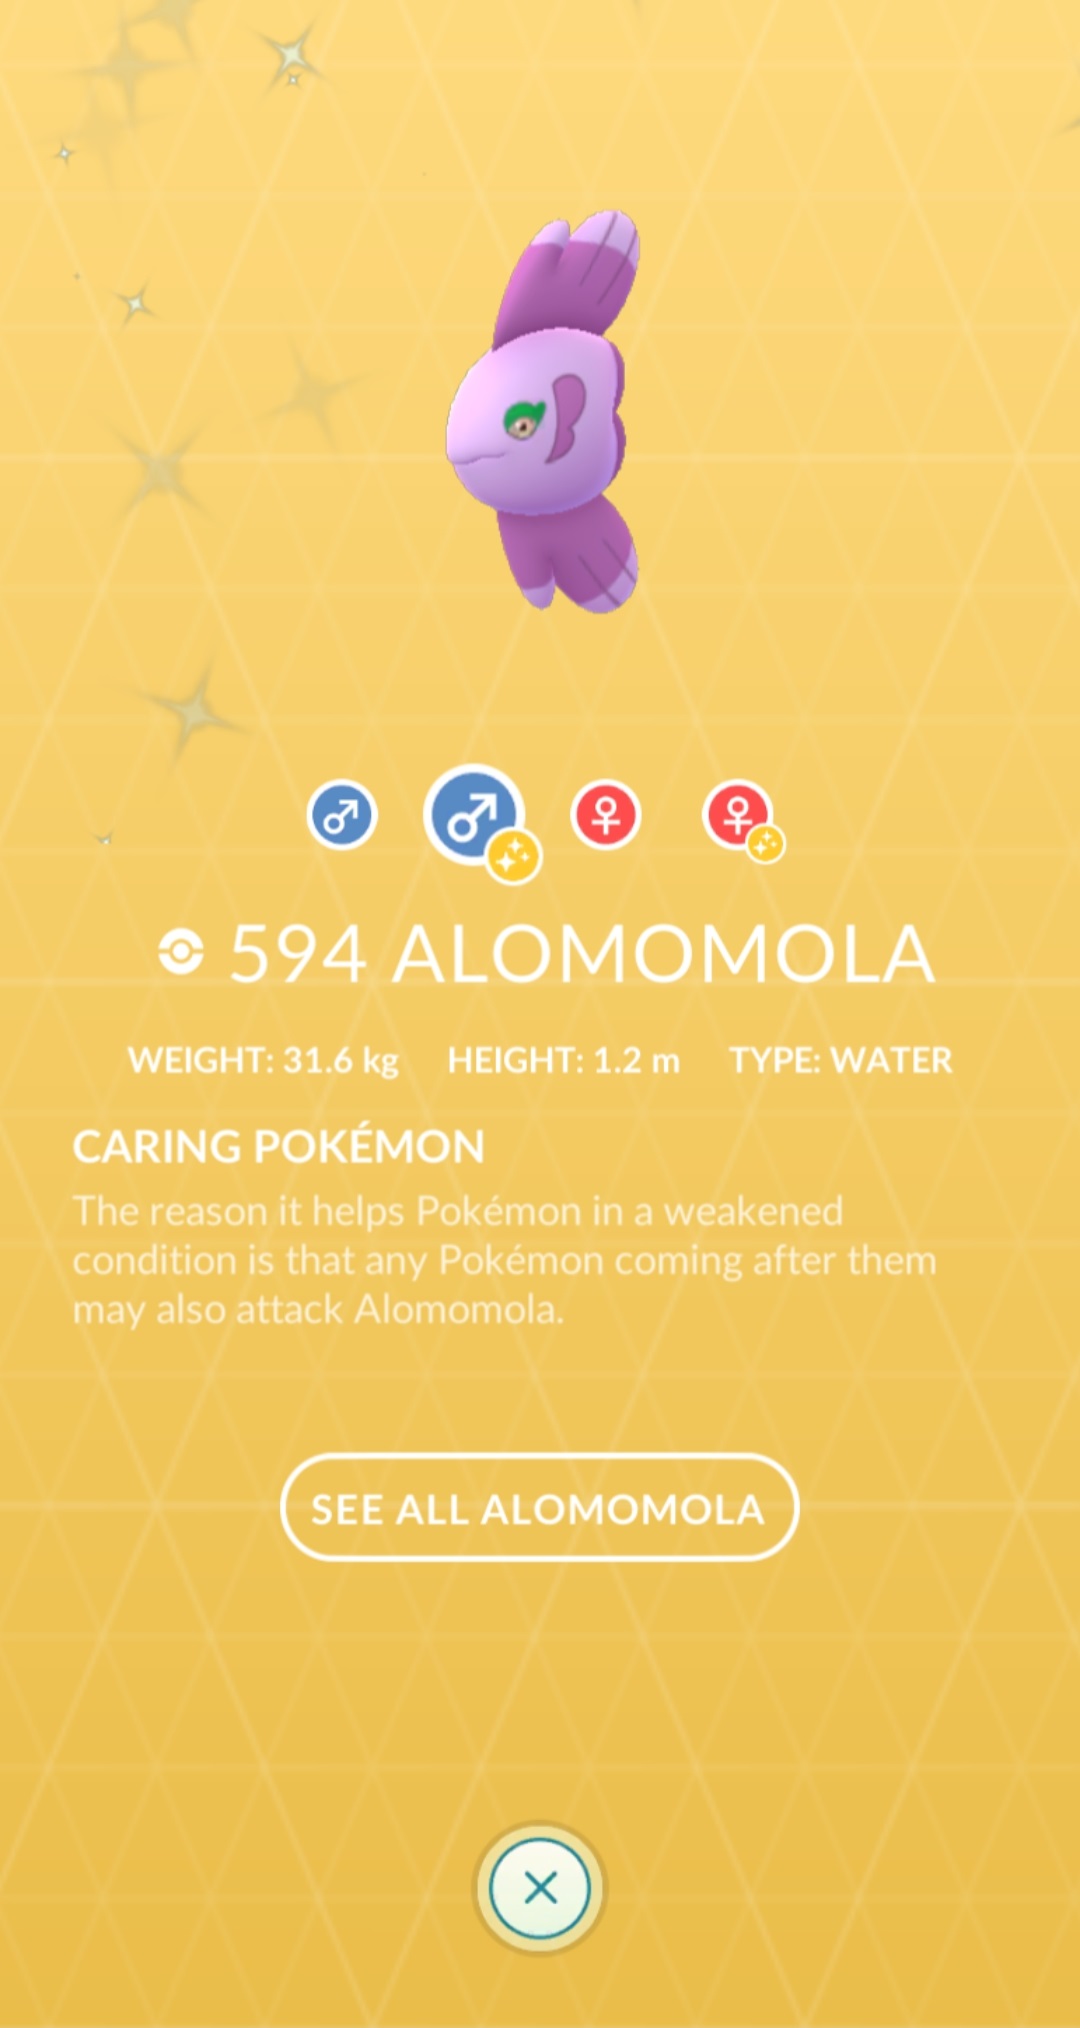 594 ALOMOMOLA
WEIGHT: 31.6 kg HEIGHT: 1.2 m TYPE: WATER
CARING POKÉMON
The reason it helps Pokémon in a weakened
condition is that any Pokémon coming after them
may also attack Alomomola.
SEE ALL ALOMOMOLA